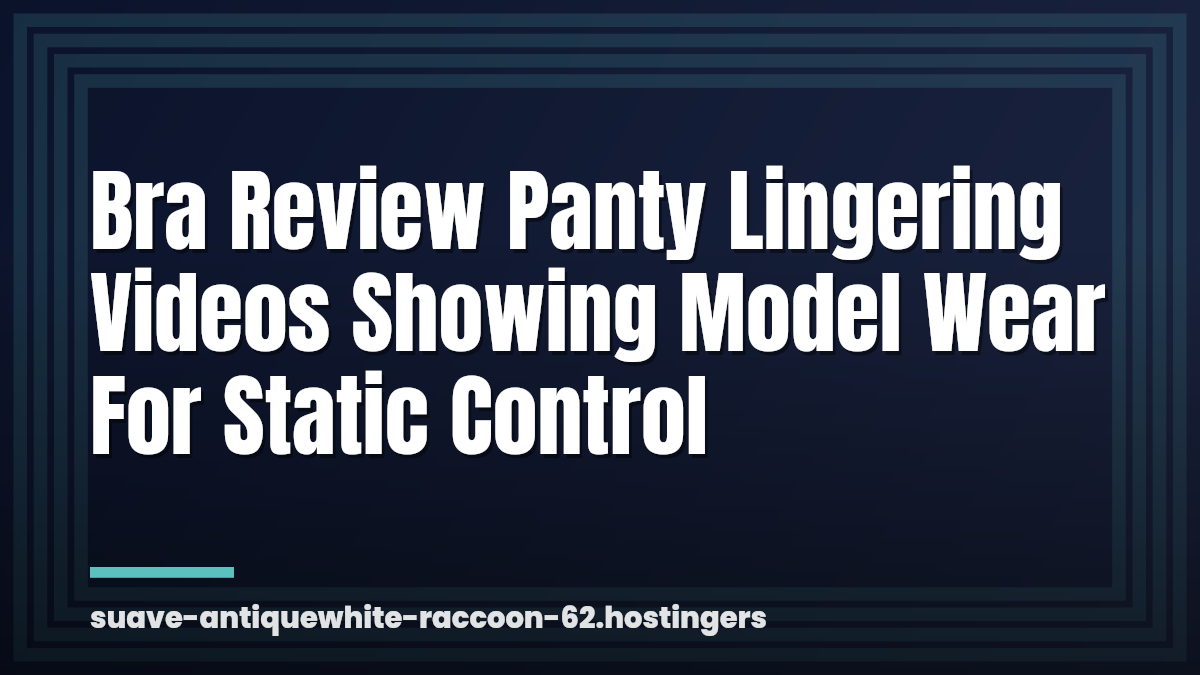 Bra Review Panty Lingering
Videos Showing Model Wear
For Static Control
suave-antiquewhite-raccoon-62.hostingers